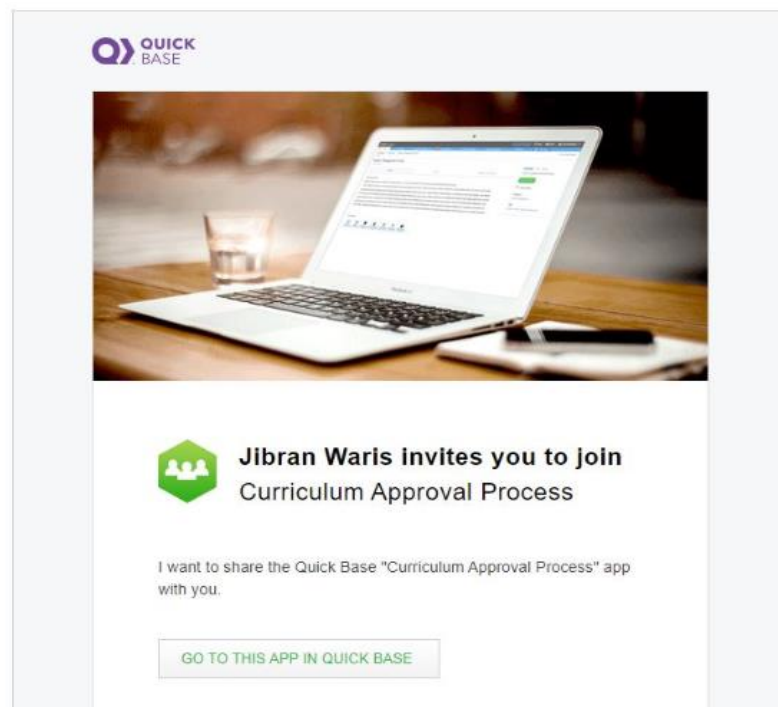 QUICK
BASE
Jibran Waris invites you to join
Curriculum Approval Process
I want to share the Quick Base "Curriculum Approval Process" app
with you.
GO TO THIS APP IN QUICK BASE